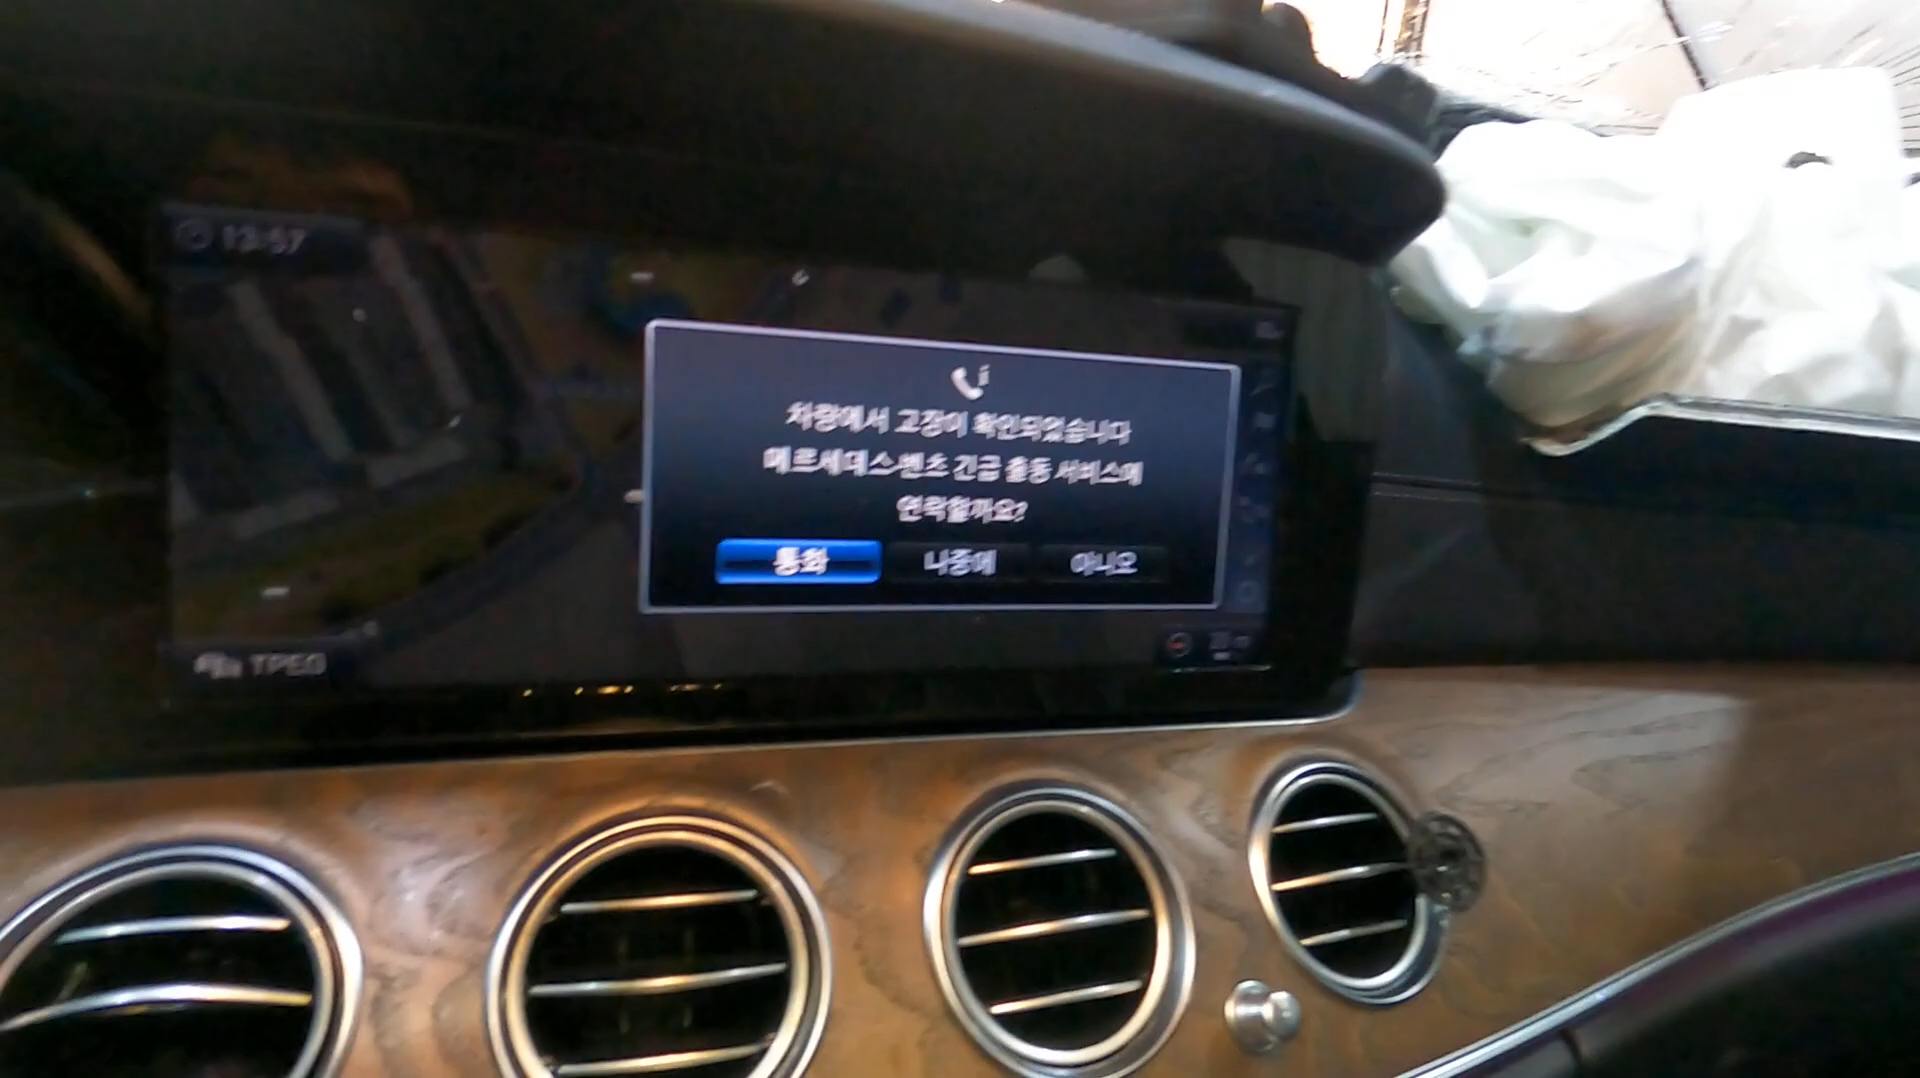 13:57
차량에서 고장이 확인되었습니다
메르세데스-벤츠 긴급 출동 서비스에
연락할까요?
통화 나중에 아니오
TPEG